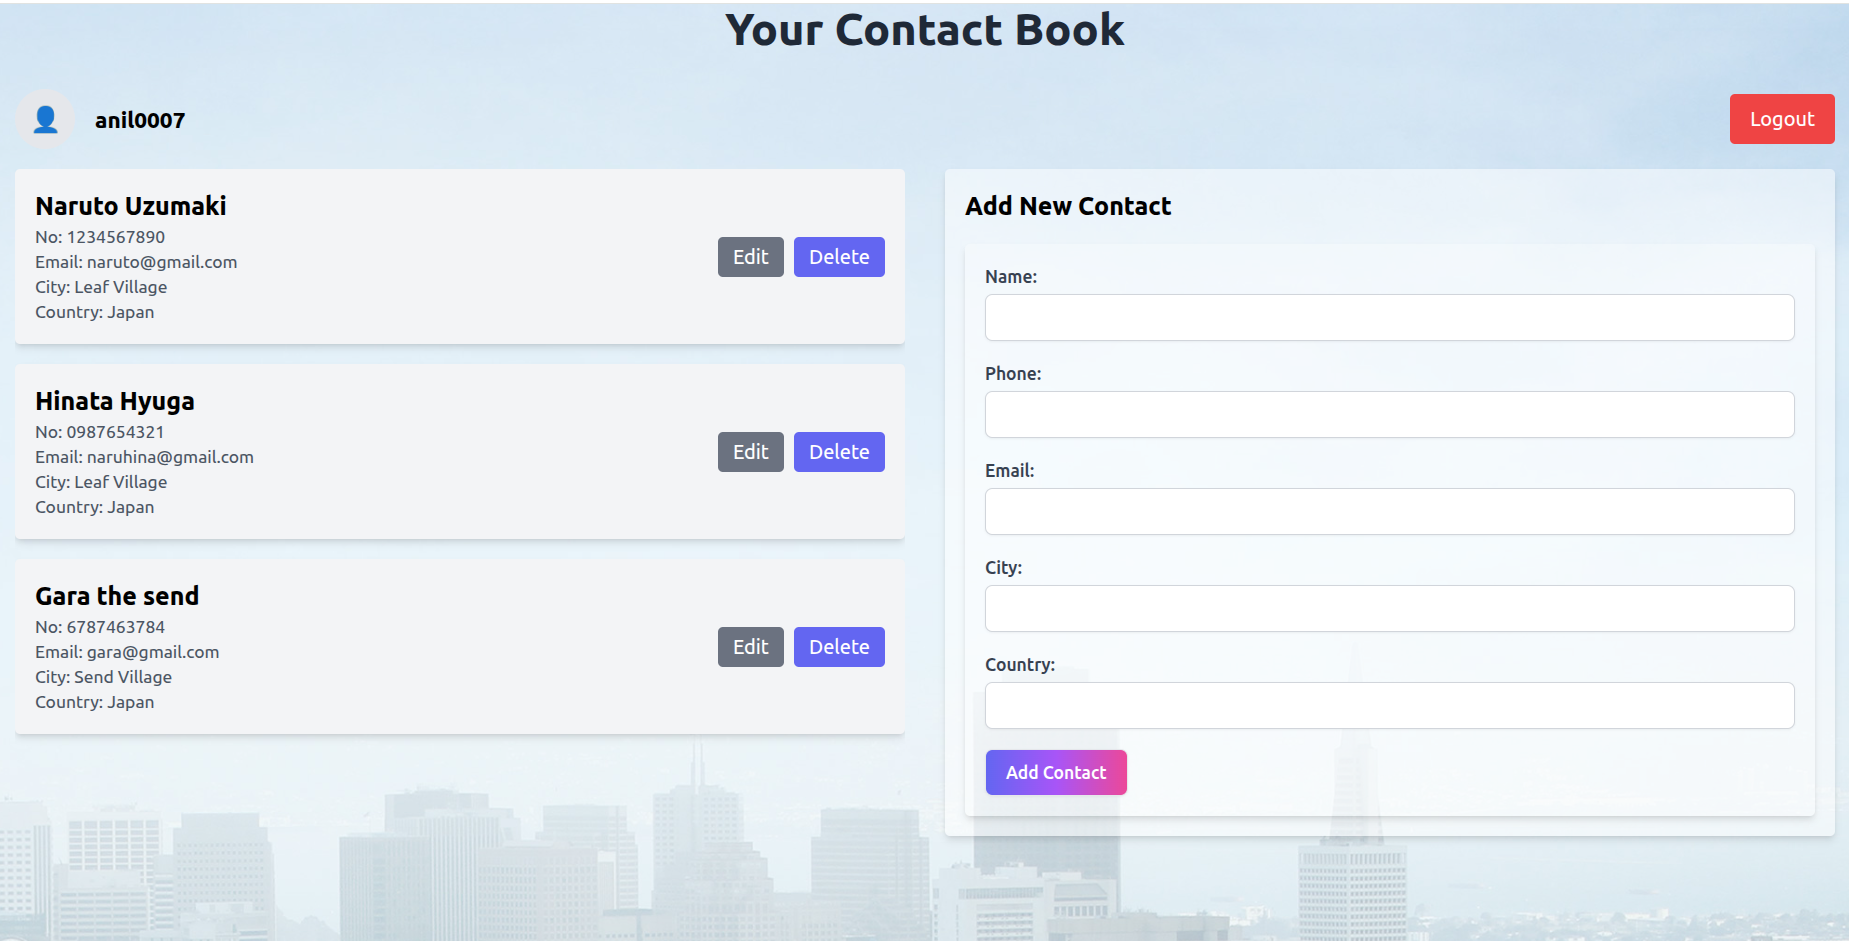 Your Contact Book
anil0007
Logout
Naruto Uzumaki
No: 1234567890
Email: naruto@gmail.com
City: Leaf Village
Country: Japan
Edit
Delete
Hinata Hyuga
No: 0987654321
Email: naruhina@gmail.com
City: Leaf Village
Country: Japan
Edit
Delete
Gara the send
No: 6787463784
Email: gara@gmail.com
City: Send Village
Country: Japan
Edit
Delete
Add New Contact
Name:
Phone:
Email:
City:
Country:
Add Contact